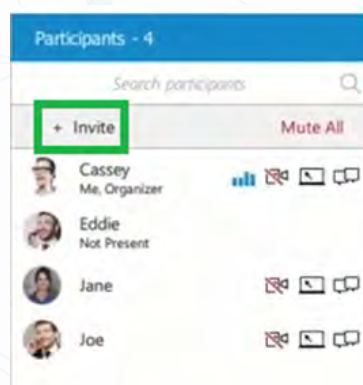 Participants - 4
Search participants
+ Invite Mute All
Cassey
Me, Organizer
Eddie
Not Present
Jane
Joe